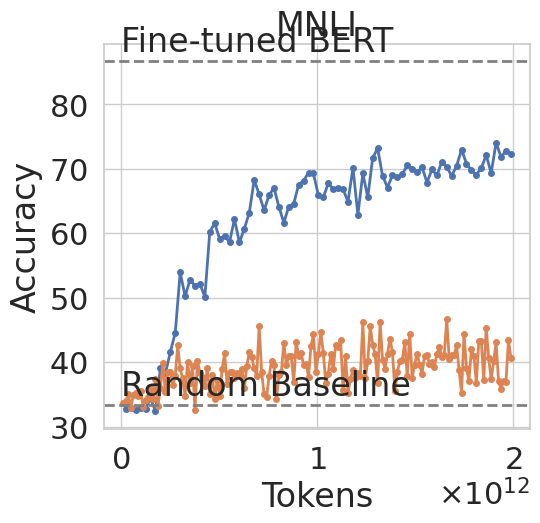 MNLI
Fine-tuned BERT
80
70
60
50
40
30
Random Baseline
Accuracy
0
1
2
Tokens
×10¹²